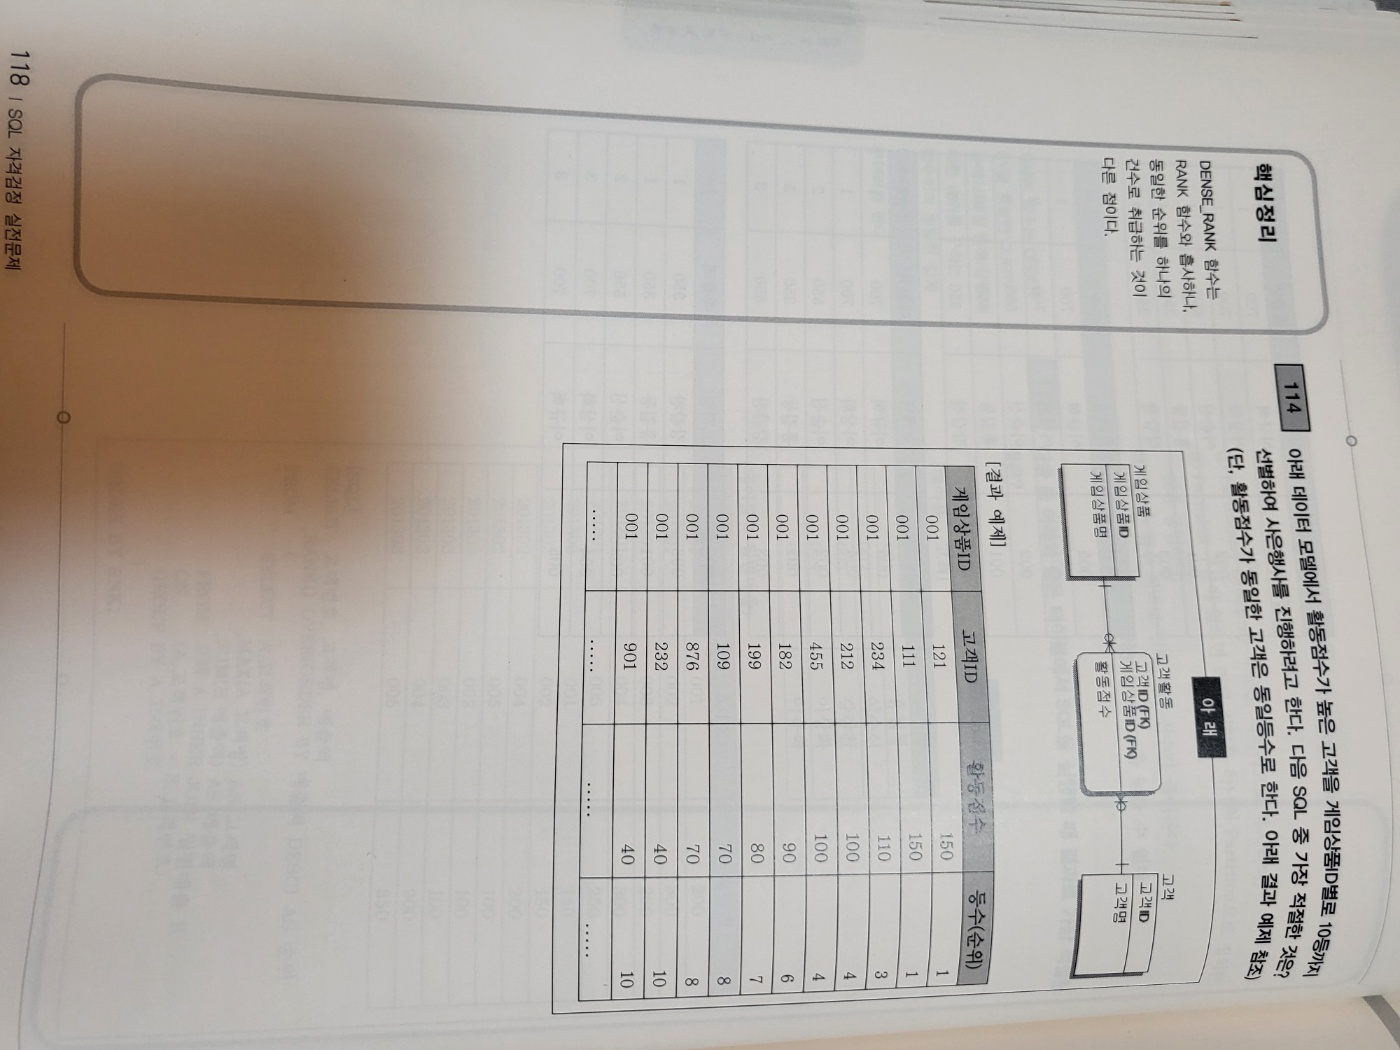 핵심정리
DENSE_RANK 함수는
RANK 함수와 흡사하나,
동일한 순위를 하나의
건수로 취급하는 것이
다른 점이다.
114
아래 데이터 모델에서 활동점수가 높은 고객을 게임상품ID별로 10등까지
선별하여 사은행사를 진행하려고 한다. 다음 SQL 중 가장 적절한 것은?
(단, 활동점수가 동일한 고객은 동일등수로 한다. 아래 결과 예제 참조)
아 래
게임상품
게임상품ID
게임상품명
고객활동
고객ID (FK)
게임상품ID (FK)
활동점수
고객
고객ID
고객명
[결과 예제]
게임상품ID 고객ID 활동점수 등수(순위)
001 121 150 1
001 111 150 1
001 234 110 3
001 212 100 4
001 455 100 4
001 182 90 6
001 199 80 7
001 109 70 8
001 876 70 8
001 232 40 10
001 901 40 10
...... ...... ...... ......
118 | SQL 자격검정 실전문제